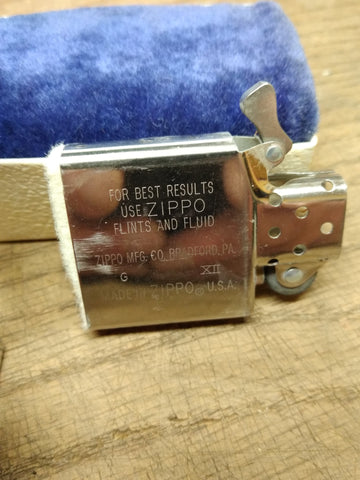 FOR BEST RESULTS
USE ZIPPO
FLINTS AND FLUID
ZIPPO MFG. CO. BRADFORD, PA.
G XII
MADE IN ZIPPO® U.S.A.